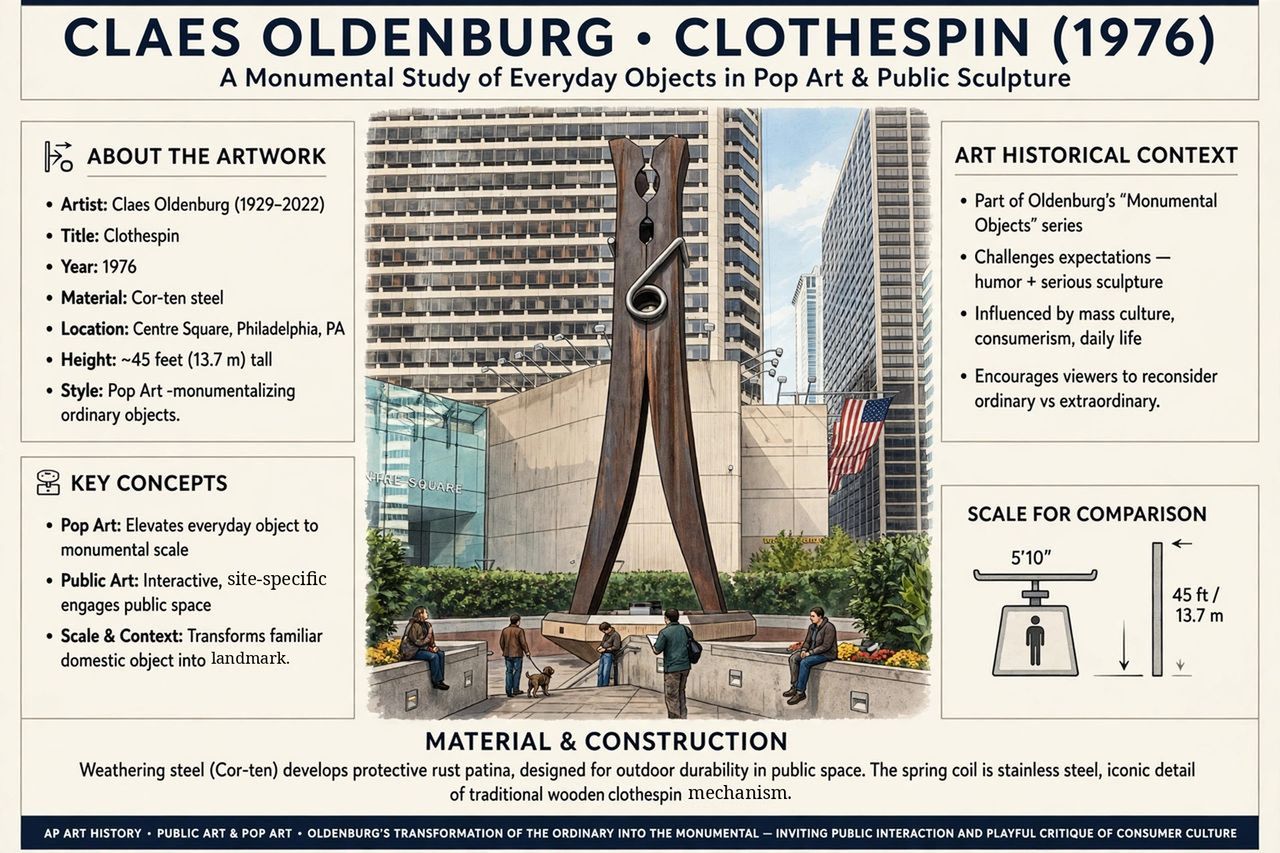 CLAES OLDENBURG • CLOTHESPIN (1976)
A Monumental Study of Everyday Objects in Pop Art & Public Sculpture
ABOUT THE ARTWORK
• Artist: Claes Oldenburg (1929–2022)
• Title: Clothespin
• Year: 1976
• Material: Cor-ten steel
• Location: Centre Square, Philadelphia, PA
• Height: ~45 feet (13.7 m) tall
• Style: Pop Art -monumentalizing
ordinary objects.
KEY CONCEPTS
• Pop Art: Elevates everyday object to
monumental scale
• Public Art: Interactive, site-specific
engages public space
• Scale & Context: Transforms familiar
domestic object into landmark.
NTRE SQUARE
ART HISTORICAL CONTEXT
• Part of Oldenburg’s “Monumental
Objects” series
• Challenges expectations —
humor + serious sculpture
• Influenced by mass culture,
consumerism, daily life
• Encourages viewers to reconsider
ordinary vs extraordinary.
SCALE FOR COMPARISON
5’10”
45 ft /
13.7 m
MATERIAL & CONSTRUCTION
Weathering steel (Cor-ten) develops protective rust patina, designed for outdoor durability in public space. The spring coil is stainless steel, iconic detail
of traditional wooden clothespin mechanism.
AP ART HISTORY • PUBLIC ART & POP ART • OLDENBURG’S TRANSFORMATION OF THE ORDINARY INTO THE MONUMENTAL — INVITING PUBLIC INTERACTION AND PLAYFUL CRITIQUE OF CONSUMER CULTURE